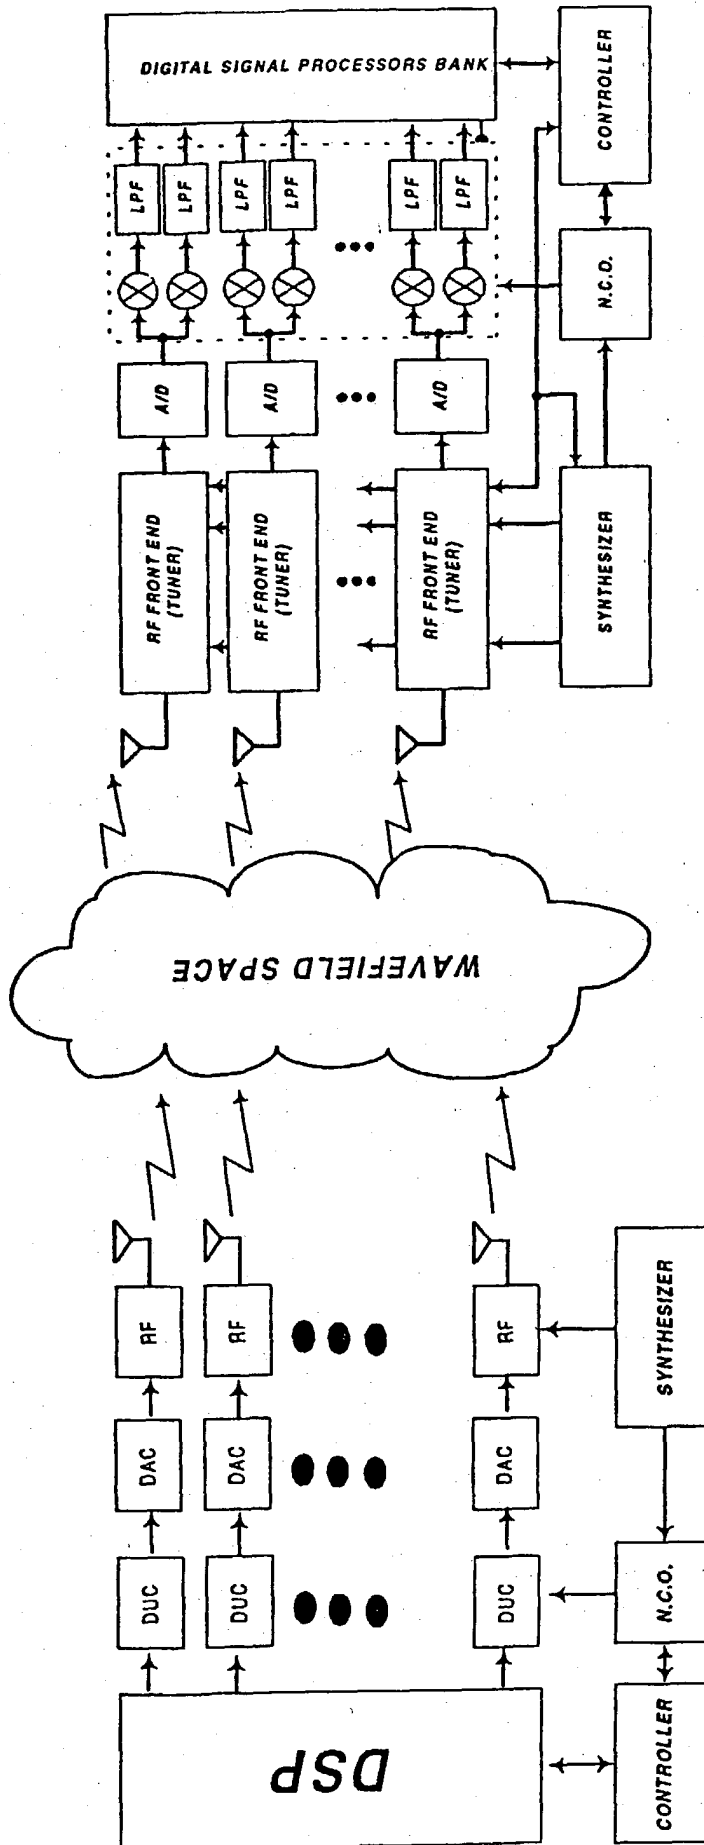 DSP
DUC
DAC
RF
DUC
DAC
RF
DUC
DAC
RF
CONTROLLER
N.C.O.
SYNTHESIZER
WAVEFIELD SPACE
RF FRONT END
(TUNER)
A/D
LPF
LPF
RF FRONT END
(TUNER)
A/D
LPF
LPF
RF FRONT END
(TUNER)
A/D
LPF
LPF
DIGITAL SIGNAL PROCESSORS BANK
SYNTHESIZER
N.C.O.
CONTROLLER